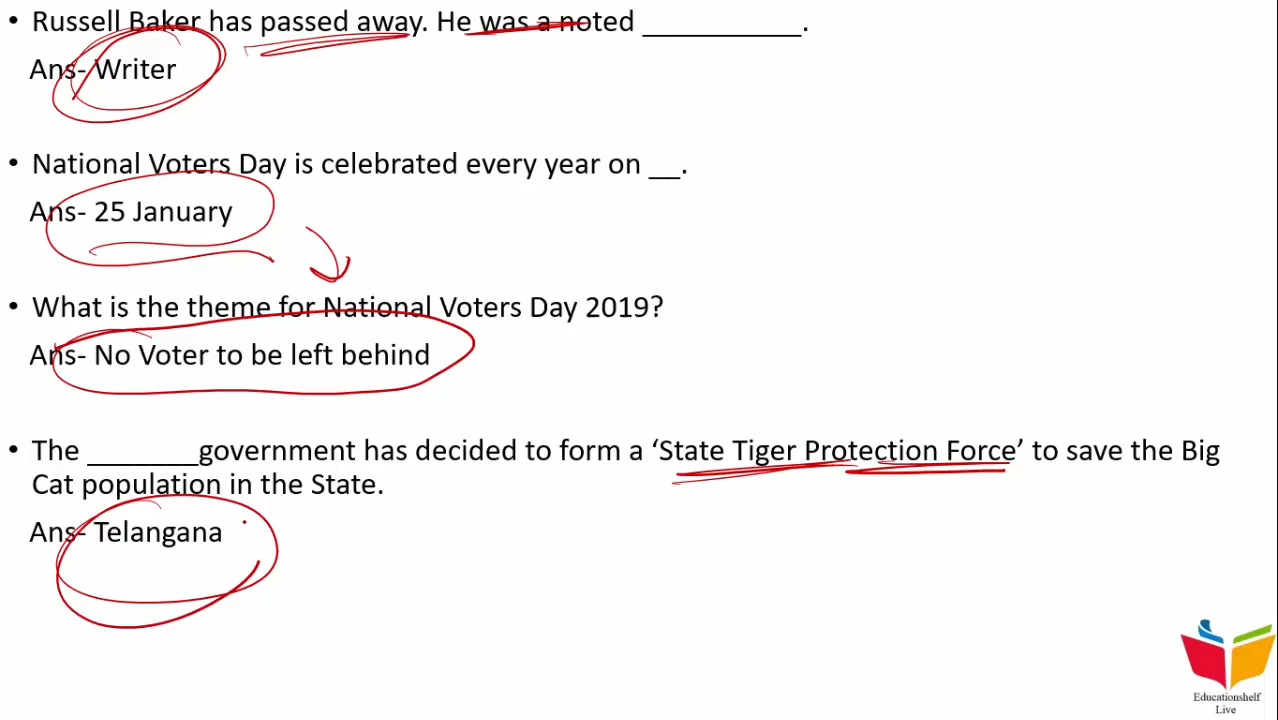 • Russell Baker has passed away. He was a noted __________.
Ans- Writer
• National Voters Day is celebrated every year on __.
Ans- 25 January
• What is the theme for National Voters Day 2019?
Ans- No Voter to be left behind
• The _______government has decided to form a ‘State Tiger Protection Force’ to save the Big
Cat population in the State.
Ans- Telangana
Educationshelf
Live